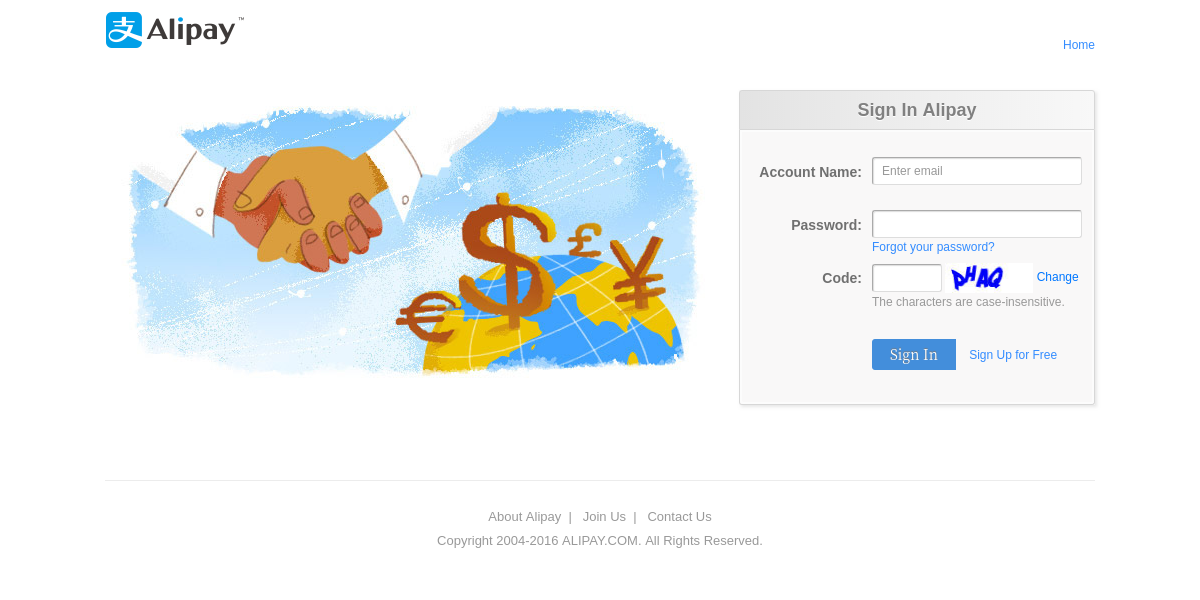 支 Alipay™
Home
Sign In Alipay
Account Name: Enter email
Password:
Forgot your password?
Code: PHAQ Change
The characters are case-insensitive.
Sign In Sign Up for Free
$ £ ¥ €
About Alipay | Join Us | Contact Us
Copyright 2004-2016 ALIPAY.COM. All Rights Reserved.